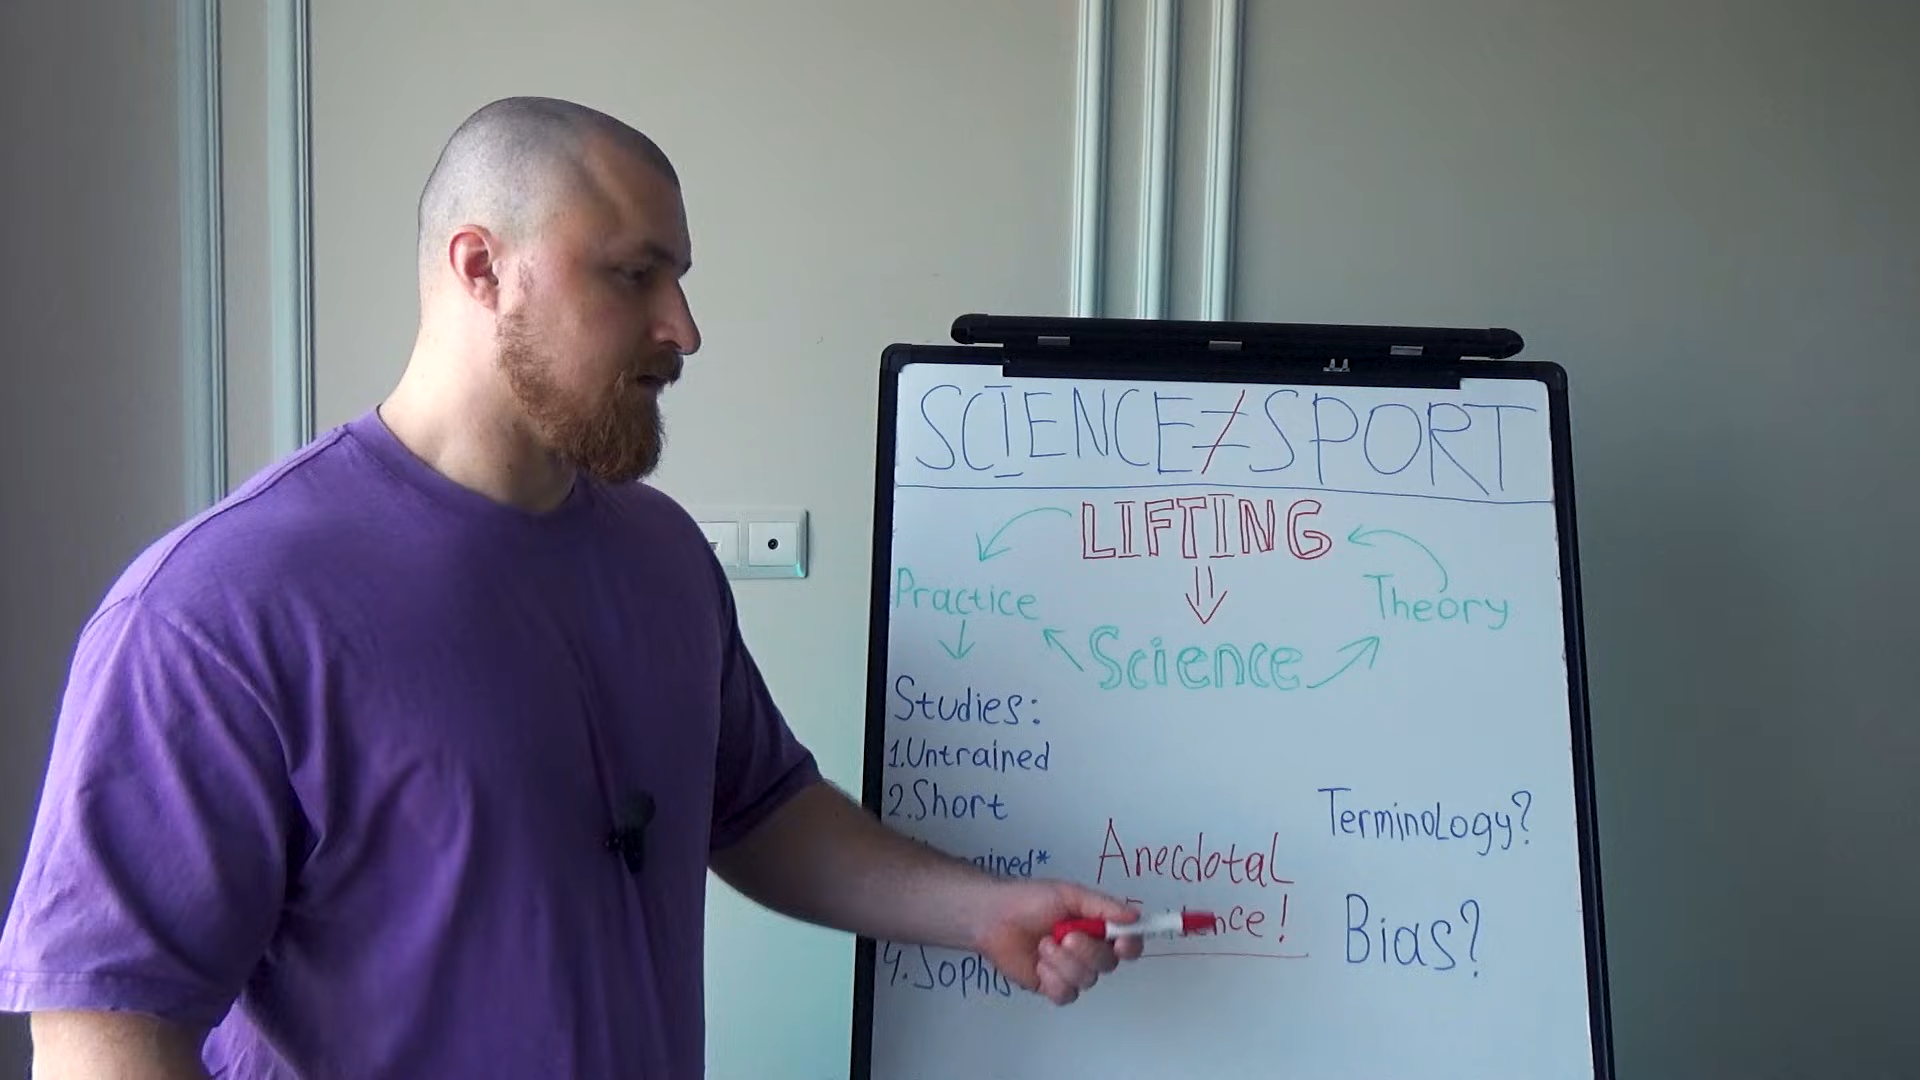 SCIENCE≠SPORT
LIFTING
Practice
Theory
Science
Studies:
1.Untrained
2.Short
Anecdotal
Terminology?
Bias?